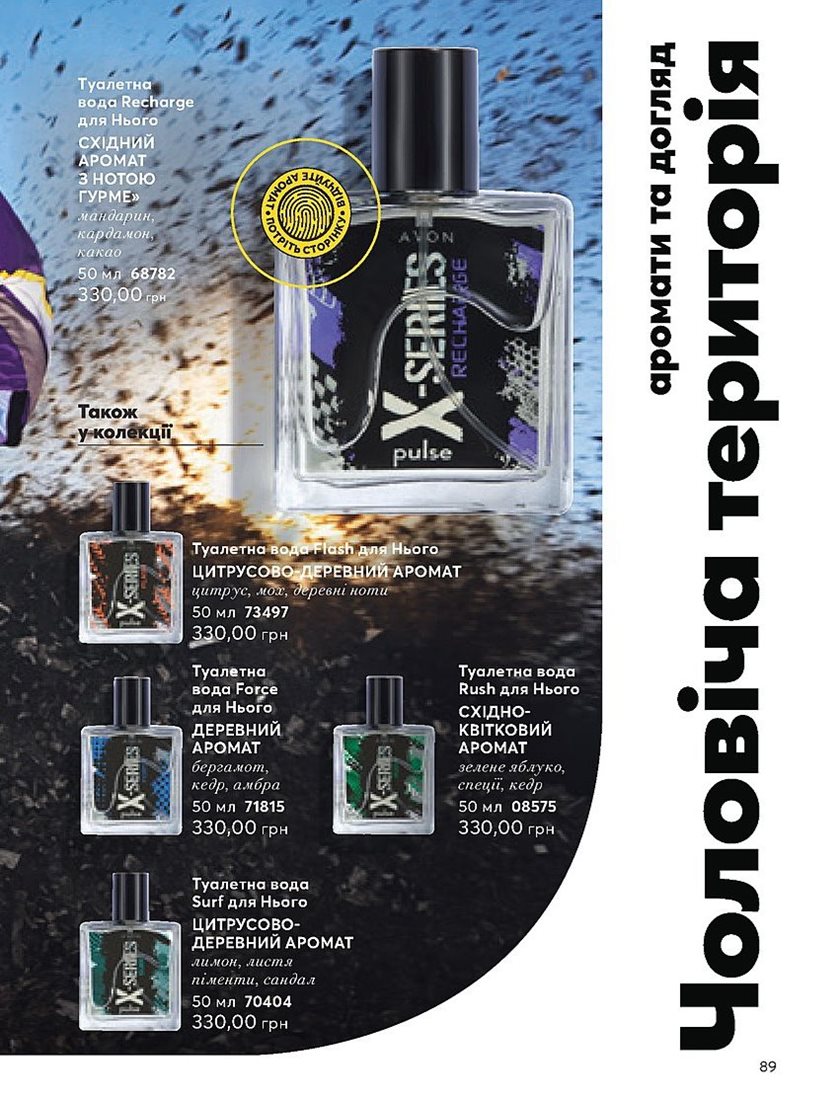 Туалетна
вода Recharge
для Нього
СХІДНИЙ
АРОМАТ
З НОТОЮ
ГУРМЕ»
мандарин,
кардамон,
какао
50 мл 68782
330,00 грн
ВІДЧУЙТЕ АРОМАТ • ПОТРІТЬ СТОРІНКУ •
AVON
X-SERIES
RECHARGE
pulse
аромати та догляд
Чоловіча територія
Також
у колекції
X-SERIES
Туалетна вода Flash для Нього
ЦИТРУСОВО-ДЕРЕВНИЙ АРОМАТ
цитрус, мох, деревні ноти
50 мл 73497
330,00 грн
X-SERIES
Туалетна
вода Force
для Нього
ДЕРЕВНИЙ
АРОМАТ
бергамот,
кедр, амбра
50 мл 71815
330,00 грн
X-SERIES
Туалетна вода
Rush для Нього
СХІДНО-
КВІТКОВИЙ
АРОМАТ
зелене яблуко,
спеції, кедр
50 мл 08575
330,00 грн
X-SERIES
Туалетна вода
Surf для Нього
ЦИТРУСОВО-
ДЕРЕВНИЙ АРОМАТ
лимон, листя
піменти, сандал
50 мл 70404
330,00 грн
89